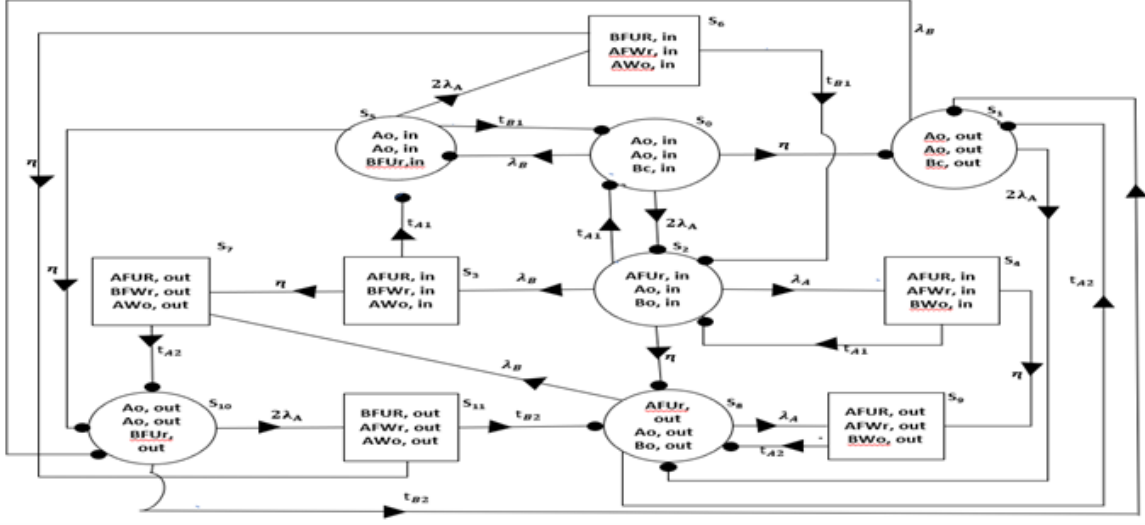 S6
BFUR, in
AFWr, in
AWo, in
λB
2λA
tB1
S5
Ao, in
Ao, in
BFUr,in
tB1
λB
S0
Ao, in
Ao, in
Bc, in
η
S1
Ao, out
Ao, out
Bc, out
η
2λA
tA1
tA1
2λA
η
S7
AFUR, out
BFWr, out
AWo, out
η
S3
AFUR, in
BFWr, in
AWo, in
λB
S2
AFUr, in
Ao, in
Bo, in
λA
S4
AFUR, in
AFWr, in
BWo, in
tA2
tA1
tA2
η
λB
η
S10
Ao, out
Ao, out
BFUr,
out
2λA
S11
BFUR, out
AFWr, out
AWo, out
tB2
S8
AFUr,
out
Ao, out
Bo, out
λA
tA2
S9
AFUR, out
AFWr, out
BWo, out
tB2